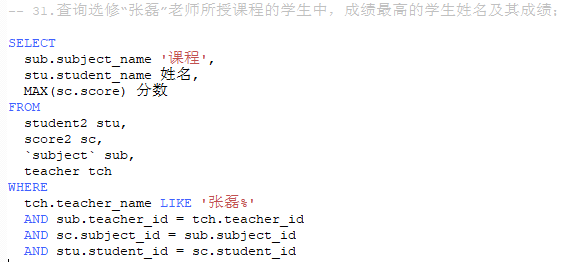 -- 31.查询选修“张磊”老师所授课程的学生中，成绩最高的学生姓名及其成绩；
SELECT
sub.subject_name '课程',
stu.student_name 姓名,
MAX(sc.score) 分数
FROM
student2 stu,
score2 sc,
`subject` sub,
teacher tch
WHERE
tch.teacher_name LIKE '张磊%'
AND sub.teacher_id = tch.teacher_id
AND sc.subject_id = sub.subject_id
AND stu.student_id = sc.student_id